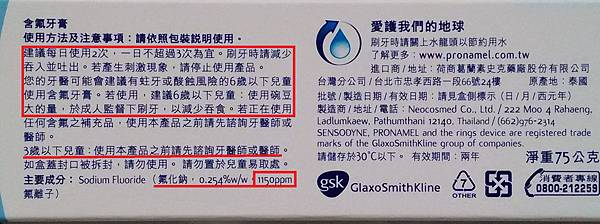 含氟牙膏
使用方法及注意事項：請依照包裝説明使用。
建議每日使用2次，一日不超過3次為宜。刷牙時請減少
吞入並吐出。若產生刺激現象，請停止使用產品。
您的牙醫可能會建議有蛀牙或酸蝕風險的6歲以下兒童
使用含氟牙膏。若使用，建議6歲以下兒童：使用碗豆
大的量，於成人監督下刷牙，以減少吞食。若正在使用
任何含氟之補充品，使用本產品之前請先諮詢牙醫師或
醫師。
3歲以下兒童：使用本產品之前請先諮詢牙醫師或醫師。
如盒蓋封口被拆封，請勿使用。 請勿置於兒童易取處。
主要成分： Sodium Fluoride（氟化鈉，0.254%w/w，1150ppm
氟離子）
愛護我們的地球
刷牙時請關上水龍頭以節約用水
了解更多：www.pronamel.com.tw
進口商/地址：荷商葛蘭素史克藥廠股份有限公司
台灣分公司/台北市忠孝西路一段66號24樓 原產地：泰國
批號/製造日期/有效日期：請見盒側標示（日/月/西元年）
製造商/地址/電話：Neocosmed Co., Ltd. / 222 Moo 4 Rahaeng,
Ladlumkaew, Pathumthani 12140, Thailand / (662)976-2314
SENSODYNE, PRONAMEL and the rings device are registered trade
marks of the GlaxoSmithKline group of companies.
請儲存於30°C以下。 有效期間：兩年
淨重75公克
gsk GlaxoSmithKline
7
OTHER
消費者專線
0800-212259